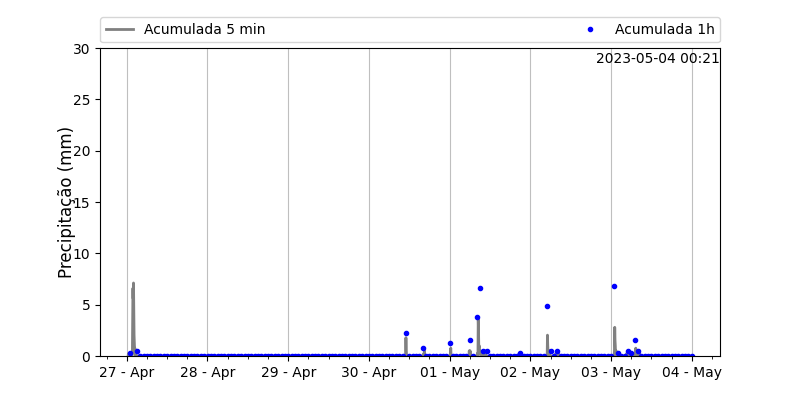 Acumulada 5 min
Acumulada 1h
2023-05-04 00:21
Precipitação (mm)
30
25
20
15
10
5
0
27 - Apr
28 - Apr
29 - Apr
30 - Apr
01 - May
02 - May
03 - May
04 - May